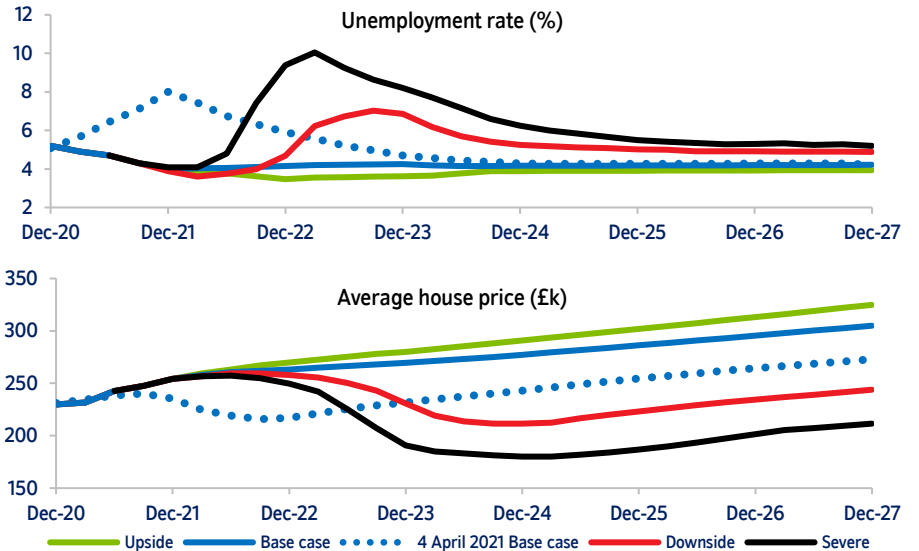 Unemployment rate (%)
12
10
8
6
4
2
Dec-20 Dec-21 Dec-22 Dec-23 Dec-24 Dec-25 Dec-26 Dec-27
Average house price (£k)
350
300
250
200
150
Dec-20 Dec-21 Dec-22 Dec-23 Dec-24 Dec-25 Dec-26 Dec-27
Upside Base case 4 April 2021 Base case Downside Severe